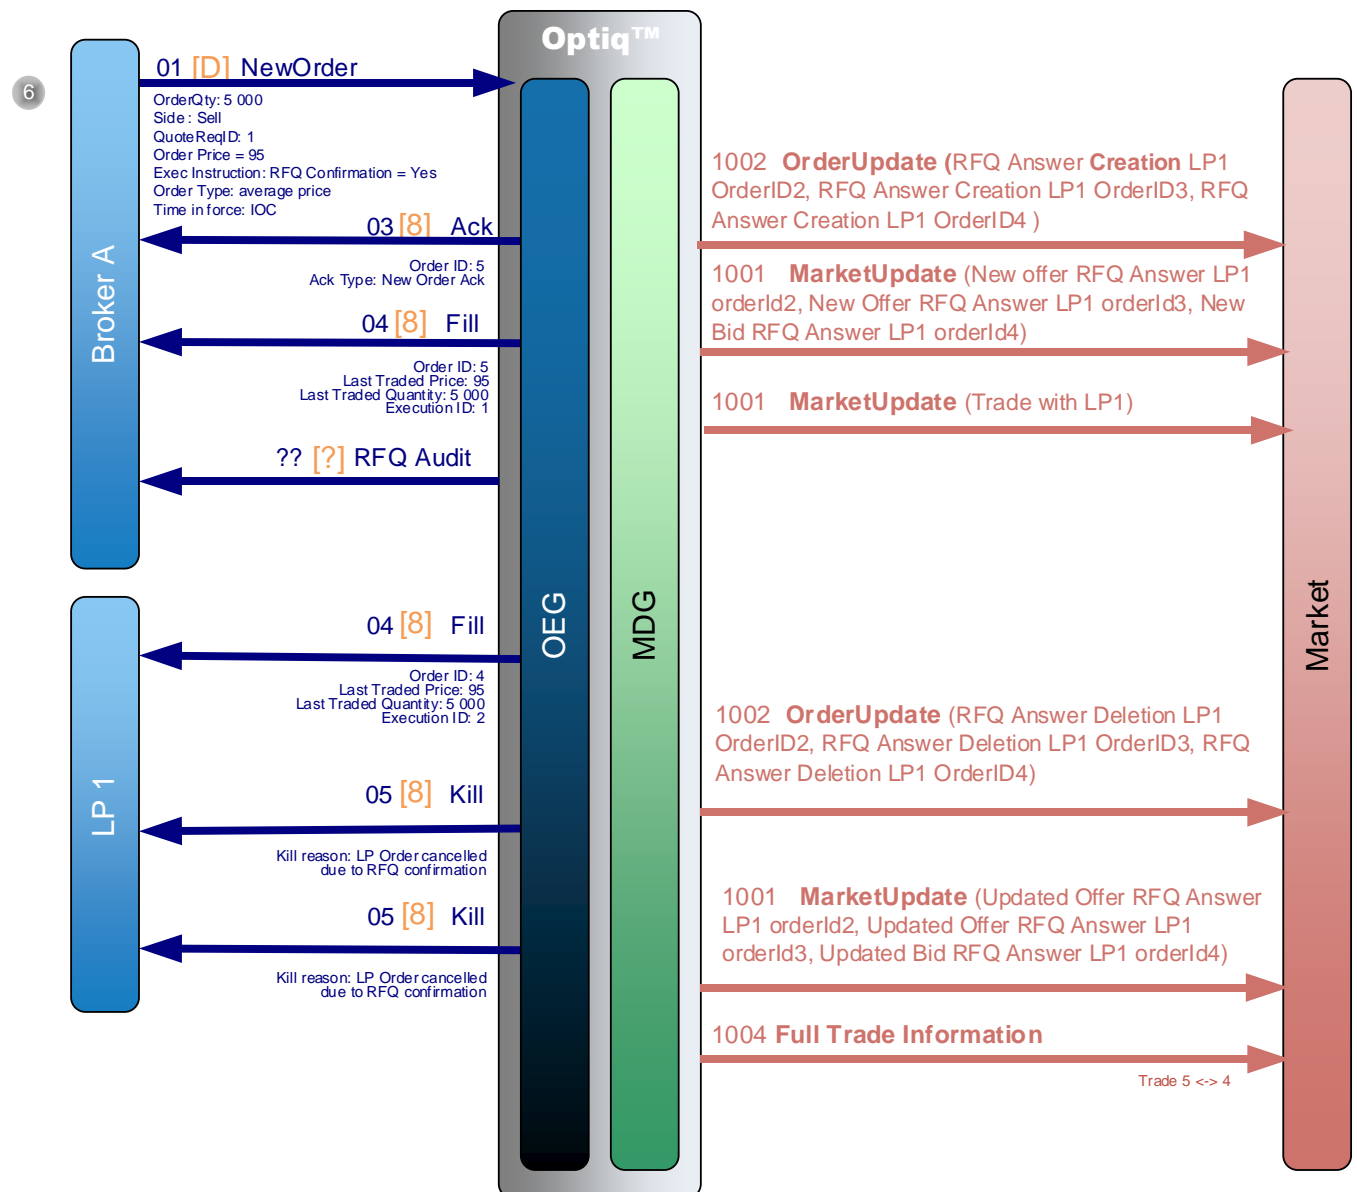 Optiq™
6
01 [D] NewOrder
OrderQty: 5 000
Side : Sell
QuoteReqID: 1
Order Price = 95
Exec Instruction: RFQ Confirmation = Yes
Order Type: average price
Time in force: IOC
03 [8] Ack
Order ID: 5
Ack Type: New Order Ack
04 [8] Fill
Order ID: 5
Last Traded Price: 95
Last Traded Quantity: 5 000
Execution ID: 1
?? [?] RFQ Audit
Broker A
04 [8] Fill
Order ID: 4
Last Traded Price: 95
Last Traded Quantity: 5 000
Execution ID: 2
05 [8] Kill
Kill reason: LP Order cancelled
due to RFQ confirmation
05 [8] Kill
Kill reason: LP Order cancelled
due to RFQ confirmation
LP 1
OEG
MDG
1002 OrderUpdate (RFQ Answer Creation LP1
OrderID2, RFQ Answer Creation LP1 OrderID3, RFQ
Answer Creation LP1 OrderID4 )
1001 MarketUpdate (New offer RFQ Answer LP1
orderId2, New Offer RFQ Answer LP1 orderId3, New
Bid RFQ Answer LP1 orderId4)
1001 MarketUpdate (Trade with LP1)
1002 OrderUpdate (RFQ Answer Deletion LP1
OrderID2, RFQ Answer Deletion LP1 OrderID3, RFQ
Answer Deletion LP1 OrderID4)
1001 MarketUpdate (Updated Offer RFQ Answer
LP1 orderId2, Updated Offer RFQ Answer LP1
orderId3, Updated Bid RFQ Answer LP1 orderId4)
1004 Full Trade Information
Trade 5 <-> 4
Market